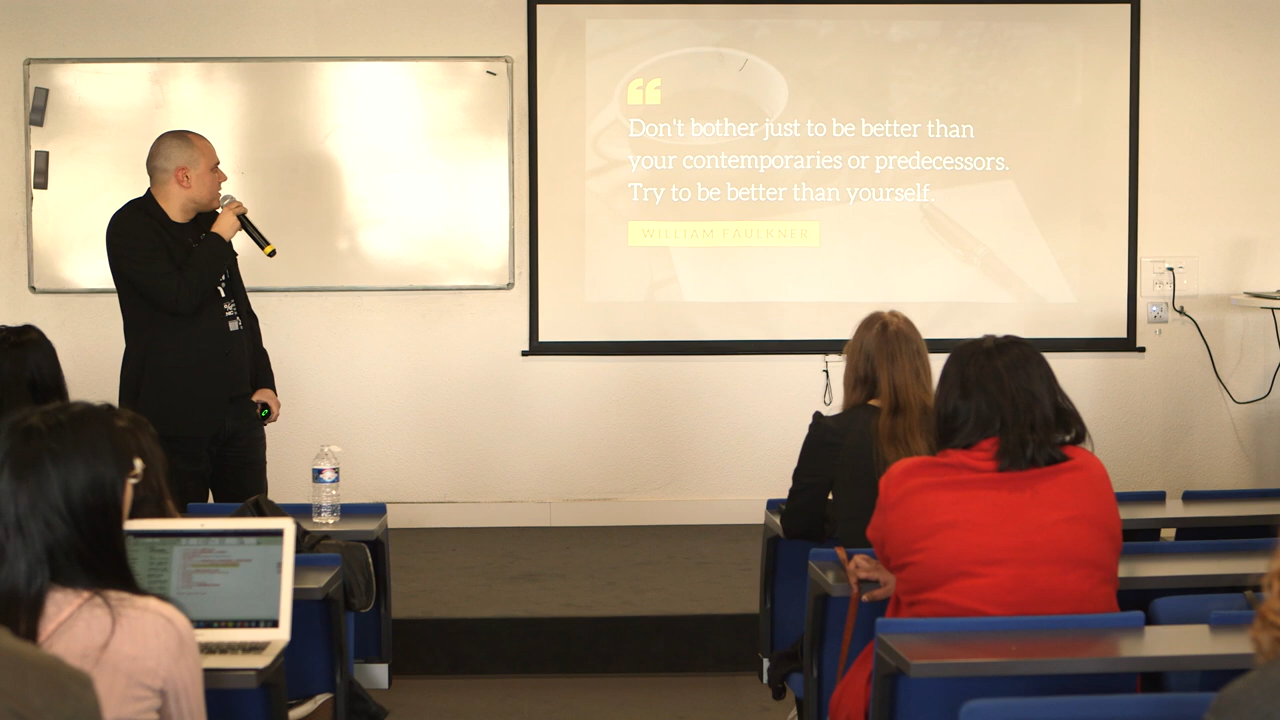 “
Don't bother just to be better than
your contemporaries or predecessors.
Try to be better than yourself.
WILLIAM FAULKNER